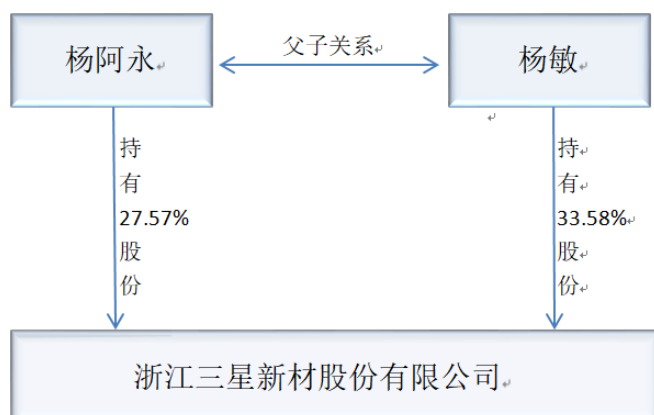 杨阿永
父子关系
杨敏
持
有
27.57%
股
份
持
有
33.58%
股
份
浙江三星新材股份有限公司